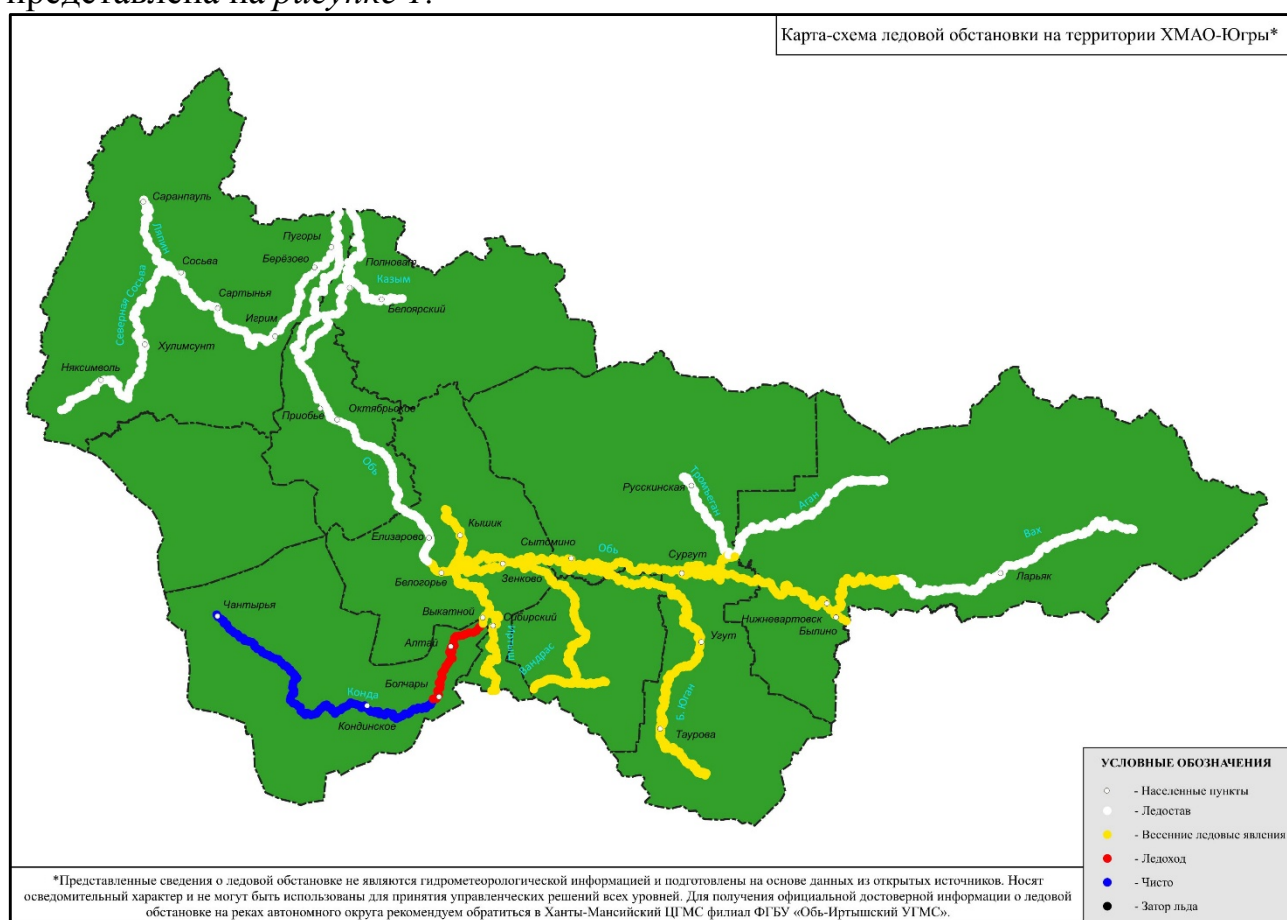 представлена на рисунке 1.
Карта-схема ледовой обстановки на территории ХМАО-Югры*
Саранпауль
Ляпин
Пугоры
Сосьва
Берёзово
Полноват
Казым
Северная Сосьва
Сартынья
Белоярский
Игрим
Хулимсунт
Няксимволь
Приобье
Октябрьское
Обь
Русскинская
Тромъеган
Аган
Кышик
Елизарово
Сытомино
Обь
Сургут
Вах
Белогорье
Зенково
Ларьяк
Чантырья
Выкатной
Сибирский
Нижневартовск
Былино
Иртыш
Алтай
Угут
Вандрас
Болчары
Конда
Б. Юган
Кондинское
Таурова
УСЛОВНЫЕ ОБОЗНАЧЕНИЯ
- Населенные пункты
- Ледостав
- Весенние ледовые явления
- Ледоход
- Чисто
- Затор льда
*Представленные сведения о ледовой обстановке не являются гидрометеорологической информацией и подготовлены на основе данных из открытых источников. Носят
осведомительный характер и не могут быть использованы для принятия управленческих решений всех уровней. Для получения официальной достоверной информации о ледовой
обстановке на реках автономного округа рекомендуем обратиться в Ханты-Мансийский ЦГМС филиал ФГБУ «Обь-Иртышский УГМС».